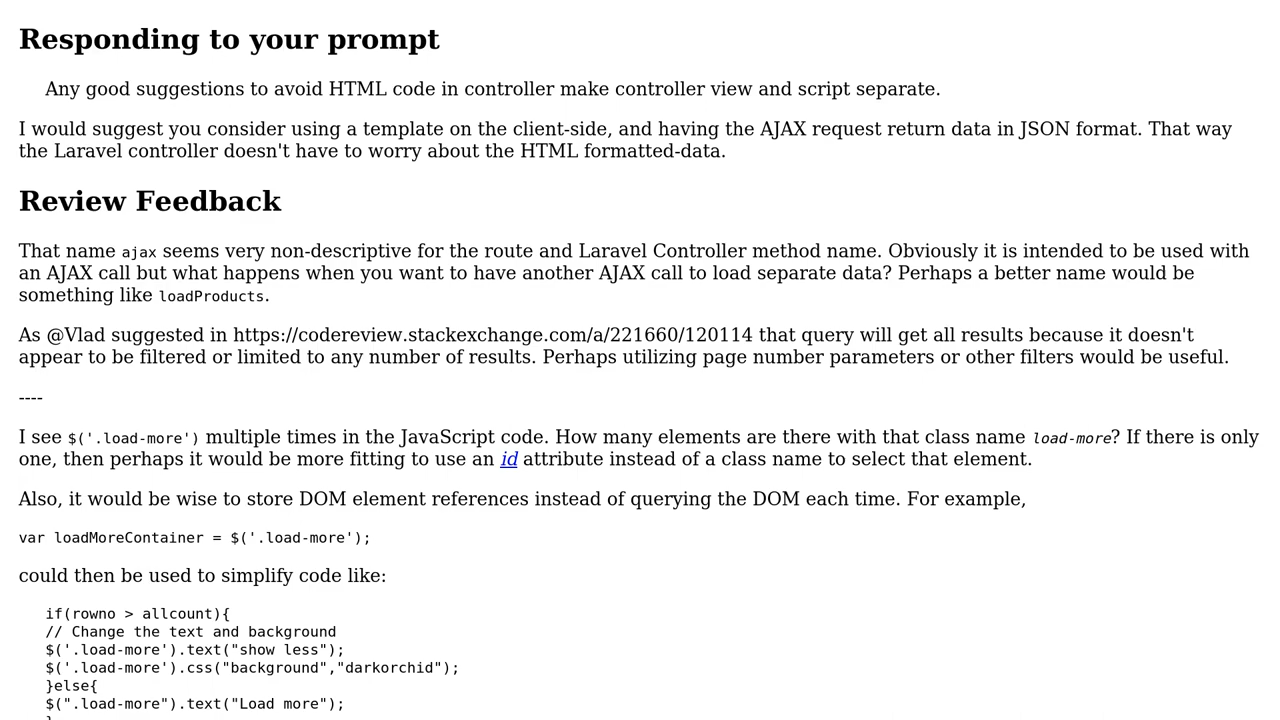 Responding to your prompt
Any good suggestions to avoid HTML code in controller make controller view and script separate.
I would suggest you consider using a template on the client-side, and having the AJAX request return data in JSON format. That way
the Laravel controller doesn't have to worry about the HTML formatted-data.
Review Feedback
That name ajax seems very non-descriptive for the route and Laravel Controller method name. Obviously it is intended to be used with
an AJAX call but what happens when you want to have another AJAX call to load separate data? Perhaps a better name would be
something like loadProducts.
As @Vlad suggested in https://codereview.stackexchange.com/a/221660/120114 that query will get all results because it doesn't
appear to be filtered or limited to any number of results. Perhaps utilizing page number parameters or other filters would be useful.
----
I see $('.load-more') multiple times in the JavaScript code. How many elements are there with that class name load-more? If there is only
one, then perhaps it would be more fitting to use an id attribute instead of a class name to select that element.
Also, it would be wise to store DOM element references instead of querying the DOM each time. For example,
var loadMoreContainer = $('.load-more');
could then be used to simplify code like:
if(rowno > allcount){
// Change the text and background
$('.load-more').text("show less");
$('.load-more').css("background","darkorchid");
}else{
$(".load-more").text("Load more");